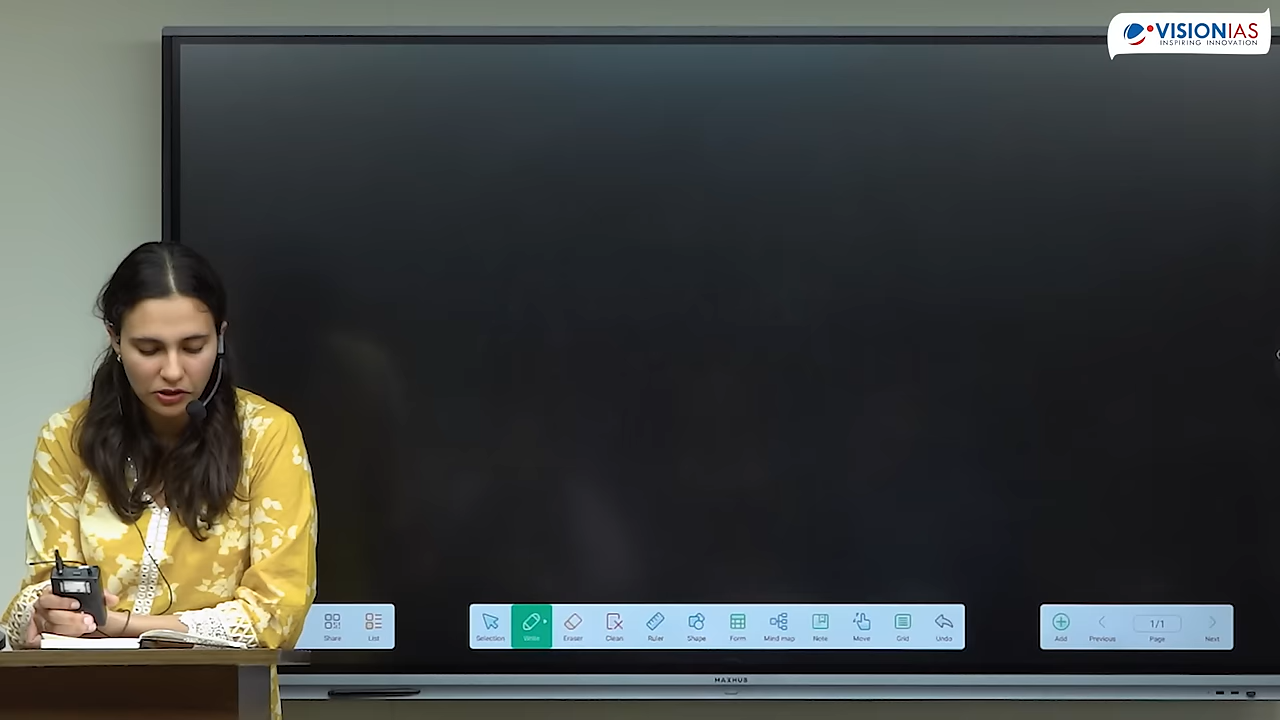 VISIONIAS
INSPIRING INNOVATION
Share
List
Selection
Write
Eraser
Clean
Ruler
Shape
Form
Mind map
Note
Move
Grid
Undo
Add
Previous
1/1
Page
Next
MAXHUB